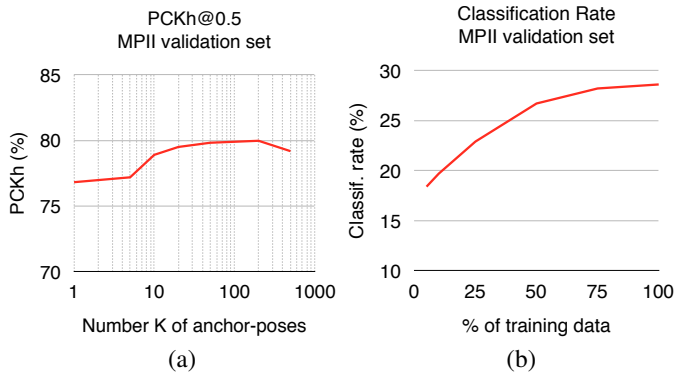 PCKh@0.5
MPII validation set
85
80
75
70
PCKh (%)
1
10
100
1000
Number K of anchor-poses
(a)
Classification Rate
MPII validation set
30
25
20
15
10
Classif. rate (%)
0
25
50
75
100
% of training data
(b)